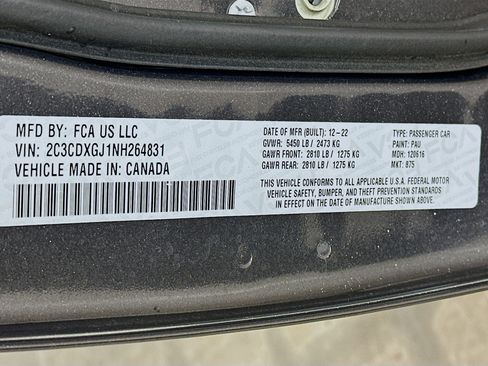 MFD BY: FCA US LLC
VIN: 2C3CDXGJ1NH264831
VEHICLE MADE IN: CANADA
DATE OF MFR (BUILT): 12-22
GVWR: 5450 LB / 2473 KG
GAWR FRONT: 2810 LB / 1275 KG
GAWR REAR: 2810 LB / 1275 KG
TYPE: PASSENGER CAR
PAINT: PAU
MDH: 120616
MKT: 875
THIS VEHICLE CONFORMS TO ALL APPLICABLE U.S.A. FEDERAL MOTOR
VEHICLE SAFETY, BUMPER, AND THEFT PREVENTION STANDARDS
IN EFFECT ON THE DATE OF MANUFACTURE SHOWN ABOVE.